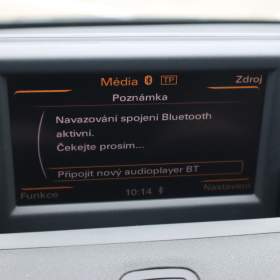 Média TP Zdroj
Poznámka
Navazování spojení Bluetooth
aktivní.
Čekejte prosím...
Připojit nový audioplayer BT
Funkce 10:14 Nastavení